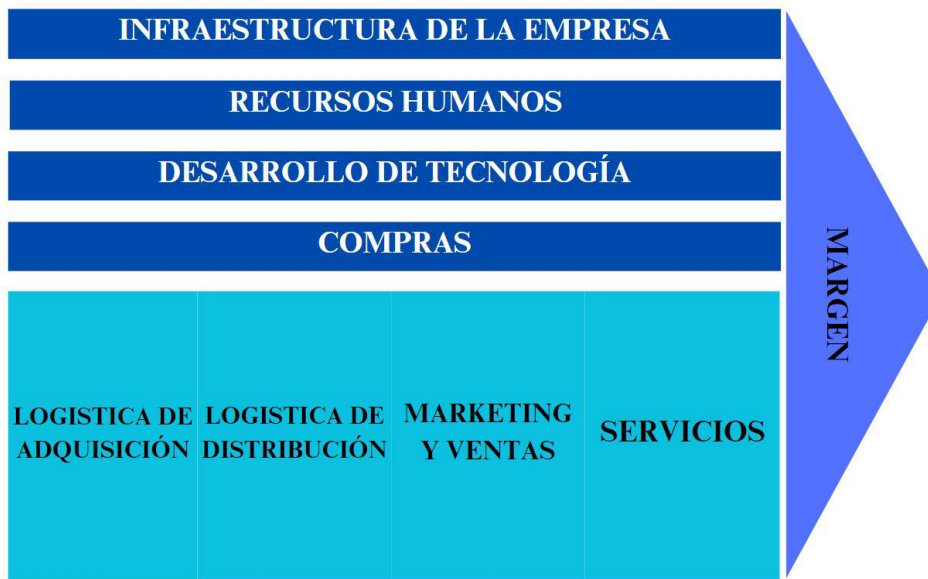 INFRAESTRUCTURA DE LA EMPRESA
RECURSOS HUMANOS
DESARROLLO DE TECNOLOGÍA
COMPRAS
LOGISTICA DE
ADQUISICIÓN
LOGISTICA DE
DISTRIBUCIÓN
MARKETING
Y VENTAS
SERVICIOS
MARGEN